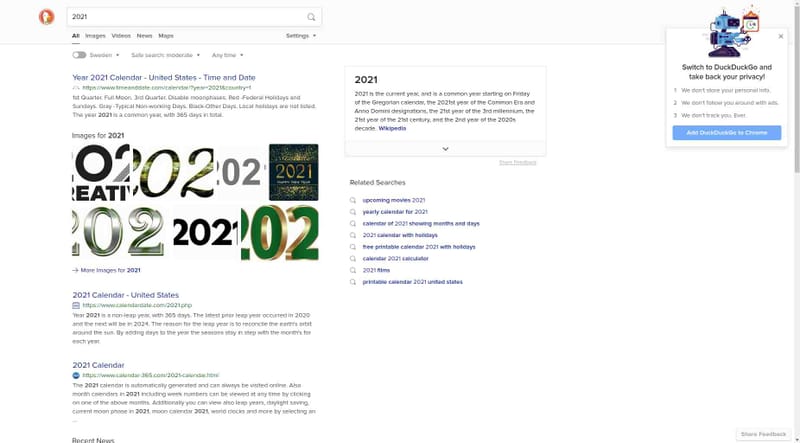 2021
All Images Videos News Maps Settings
Sweden Safe search: moderate Any time
Year 2021 Calendar - United States - Time and Date
https://www.timeanddate.com/calendar/?year=2021&country=1
1st Quarter. Full Moon. 3rd Quarter. Disable moonphases. Red -Federal Holidays and
Sundays. Gray -Typical Non-working Days. Black-Other Days. Local holidays are not listed.
The year 2021 is a common year, with 365 days in total.
Images for 2021
2021
CREATI
202
202
2021
HAPPY NEW YEAR
202
2021
202
More Images for 2021
2021 Calendar - United States
https://www.calendardate.com/2021.php
Year 2021 is a non-leap year, with 365 days. The latest prior leap year occurred in 2020
and the next will be in 2024. The reason for the leap year is to reconcile the earth's orbit
around the sun. By adding days to the year the seasons stay in step with the month's for
each year.
2021 Calendar
https://www.calendar-365.com/2021-calendar.html
The 2021 calendar is automatically generated and can always be visited online. Also
month calendars in 2021 including week numbers can be viewed at any time by clicking
on one of the above months. Additionally you can view also leap years, daylight saving,
current moon phase in 2021, moon calendar 2021, world clocks and more by selecting an
...
Recent News
2021
2021 is the current year, and is a common year starting on Friday
of the Gregorian calendar, the 2021st year of the Common Era and
Anno Domini designations, the 21st year of the 3rd millennium, the
21st year of the 21st century, and the 2nd year of the 2020s
decade. Wikipedia
Share Feedback
Related Searches
upcoming movies 2021
yearly calendar for 2021
calendar of 2021 showing months and days
2021 calendar with holidays
free printable calendar 2021 with holidays
calendar 2021 calculator
2021 films
printable calendar 2021 united states
Switch to DuckDuckGo and
take back your privacy!
1 We don't store your personal info.
2 We don't follow you around with ads.
3 We don't track you. Ever.
Add DuckDuckGo to Chrome
Share Feedback